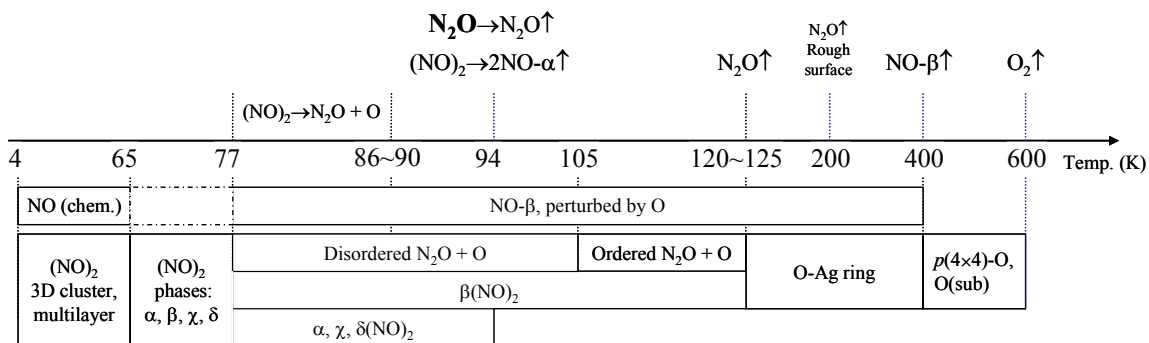 N₂O→N₂O↑
(NO)₂→2NO-α↑
N₂O↑
N₂O↑
Rough
surface
NO-β↑
O₂↑
(NO)₂→N₂O + O
4 65 77 86~90 94 105 120~125 200 400 600 Temp. (K)
NO (chem.)
NO-β, perturbed by O
(NO)₂
3D cluster,
multilayer
(NO)₂
phases:
α, β, χ, δ
Disordered N₂O + O
Ordered N₂O + O
β(NO)₂
α, χ, δ(NO)₂
O-Ag ring
p(4×4)-O,
O(sub)